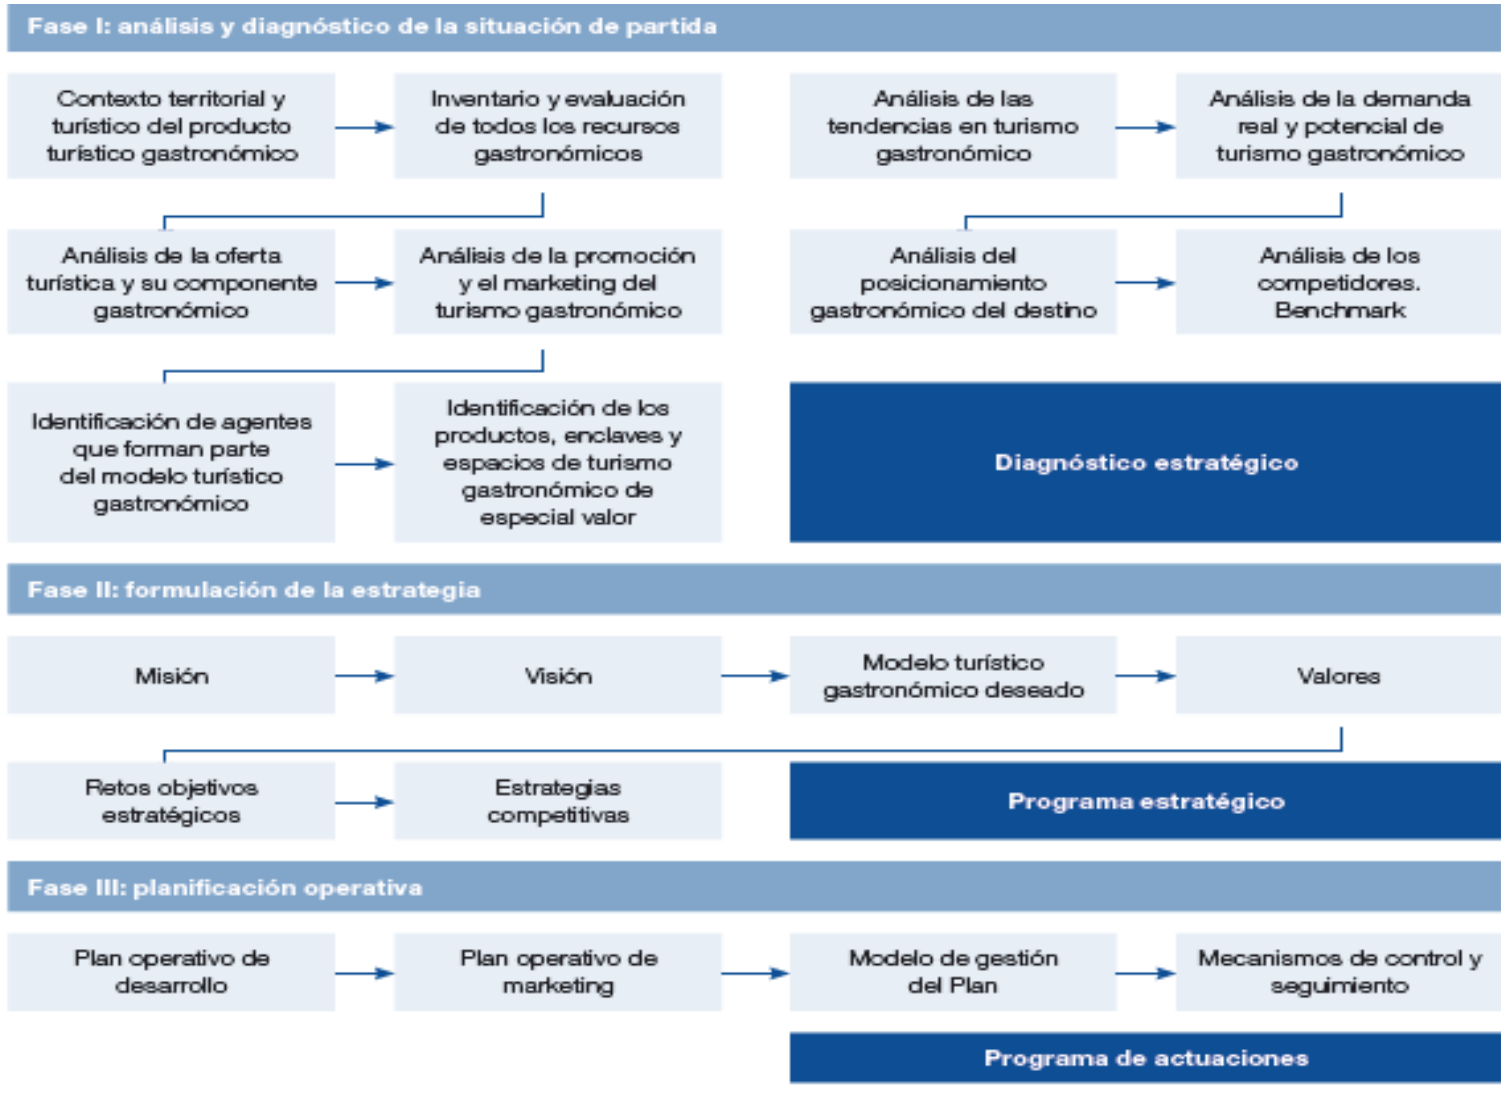 Fase I: análisis y diagnóstico de la situación de partida
Contexto territorial y
turístico del producto
turístico gastronómico
Inventario y evaluación
de todos los recursos
gastronómicos
Análisis de la oferta
turística y su componente
gastronómico
Análisis de la promoción
y el marketing del
turismo gastronómico
Identificación de agentes
que forman parte
del modelo turístico
gastronómico
Identificación de los
productos, enclaves y
espacios de turismo
gastronómico de
especial valor
Análisis de las
tendencias en turismo
gastronómico
Análisis de la demanda
real y potencial de
turismo gastronómico
Análisis del
posicionamiento
gastronómico del destino
Análisis de los
competidores.
Benchmark
Diagnóstico estratégico
Fase II: formulación de la estrategia
Misión
Visión
Modelo turístico
gastronómico deseado
Valores
Retos objetivos
estratégicos
Estrategias
competitivas
Programa estratégico
Fase III: planificación operativa
Plan operativo de
desarrollo
Plan operativo de
marketing
Modelo de gestión
del Plan
Mecanismos de control y
seguimiento
Programa de actuaciones